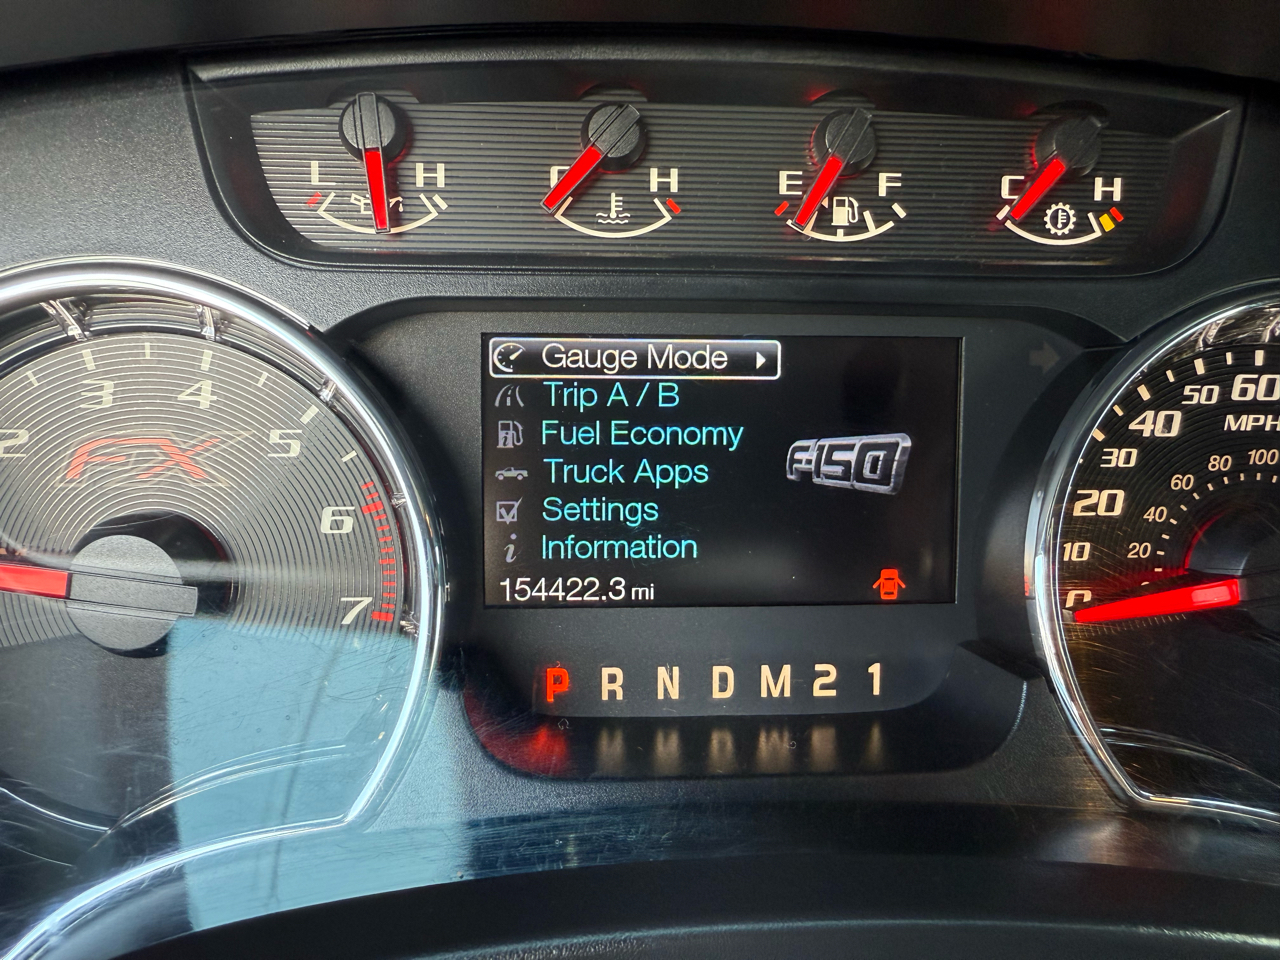 L H
H
E F
C H
Gauge Mode
Trip A / B
Fuel Economy
Truck Apps
Settings
Information
154422.3 mi
F-150
P R N D M 2 1
2 3 4 5 6 7
FX
0 10 20 30 40 50 60
MPH
20 40 60 80 100